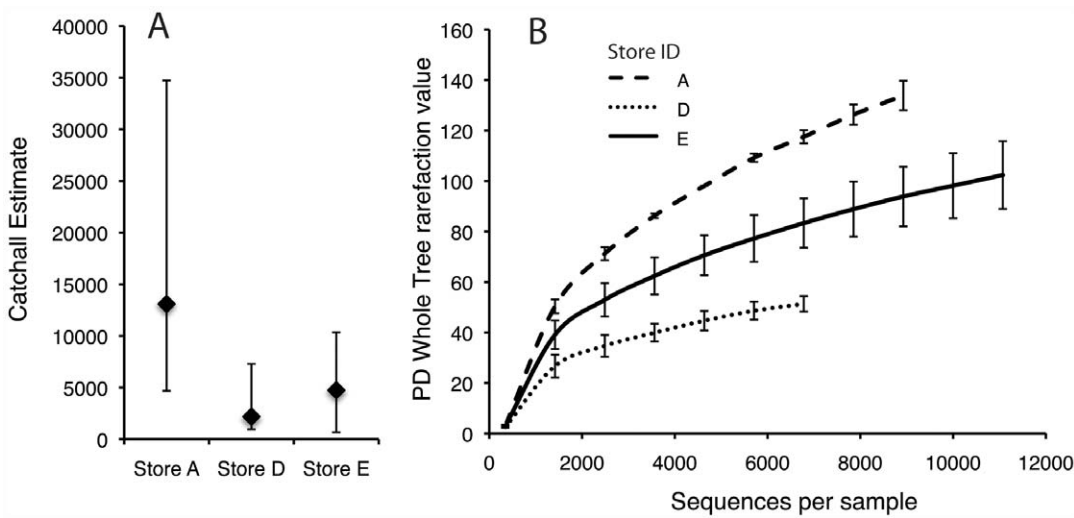 A
Catchall Estimate
40000
35000
30000
25000
20000
15000
10000
5000
0
Store A Store D Store E
B
PD Whole Tree rarefaction value
160
140
120
100
80
60
40
20
0
Store ID
A
D
E
0 2000 4000 6000 8000 10000 12000
Sequences per sample